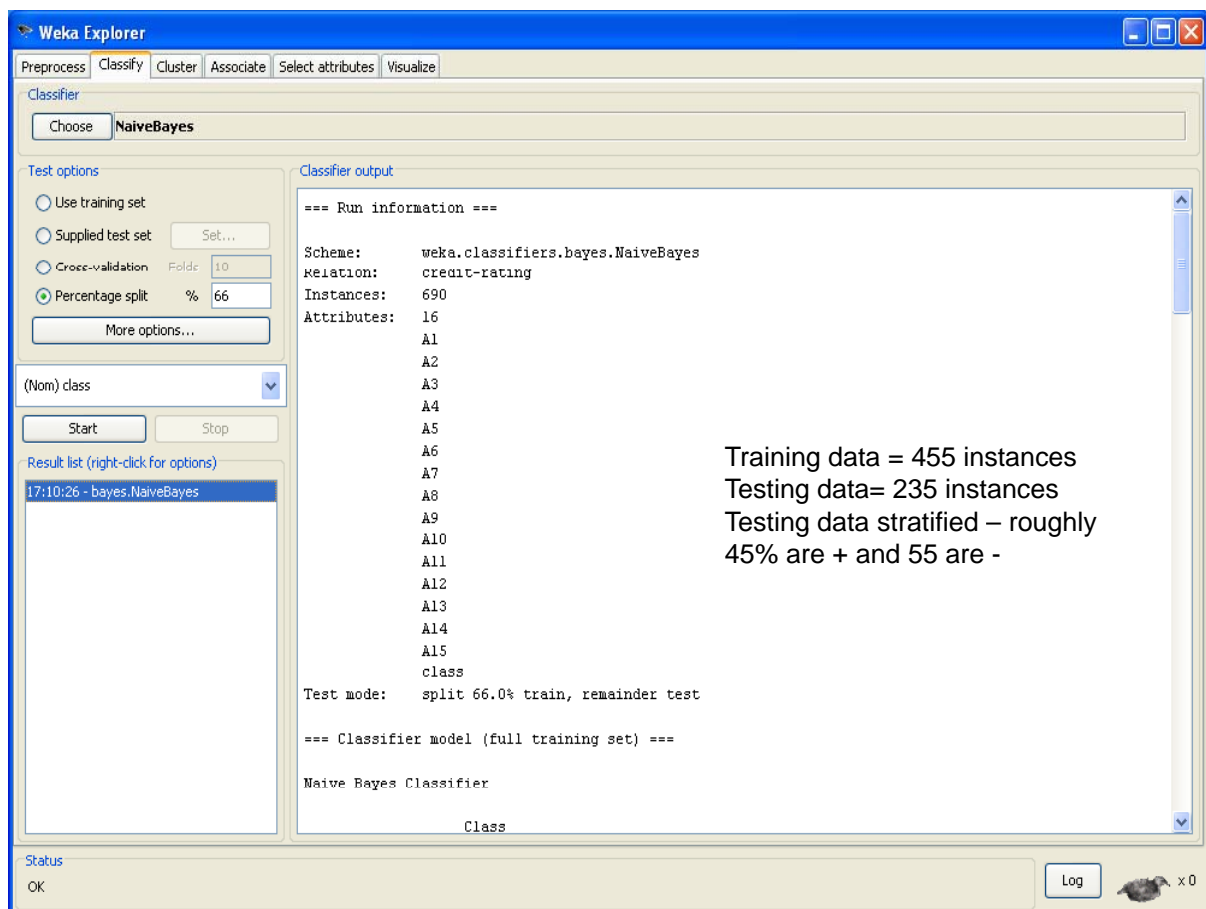 Weka Explorer
Preprocess Classify Cluster Associate Select attributes Visualize
Classifier
Choose NaiveBayes
Test options
Use training set
Supplied test set Set...
Cross-validation Folds 10
Percentage split % 66
More options...
(Nom) class
Start Stop
Result list (right-click for options)
17:10:26 - bayes.NaiveBayes
Classifier output
=== Run information ===
Scheme: weka.classifiers.bayes.NaiveBayes
Relation: credit-rating
Instances: 690
Attributes: 16
A1
A2
A3
A4
A5
A6
A7
A8
A9
A10
A11
A12
A13
A14
A15
class
Test mode: split 66.0% train, remainder test
=== Classifier model (full training set) ===
Naive Bayes Classifier
Class
Training data = 455 instances
Testing data= 235 instances
Testing data stratified – roughly
45% are + and 55 are -
Status
OK
Log
x 0